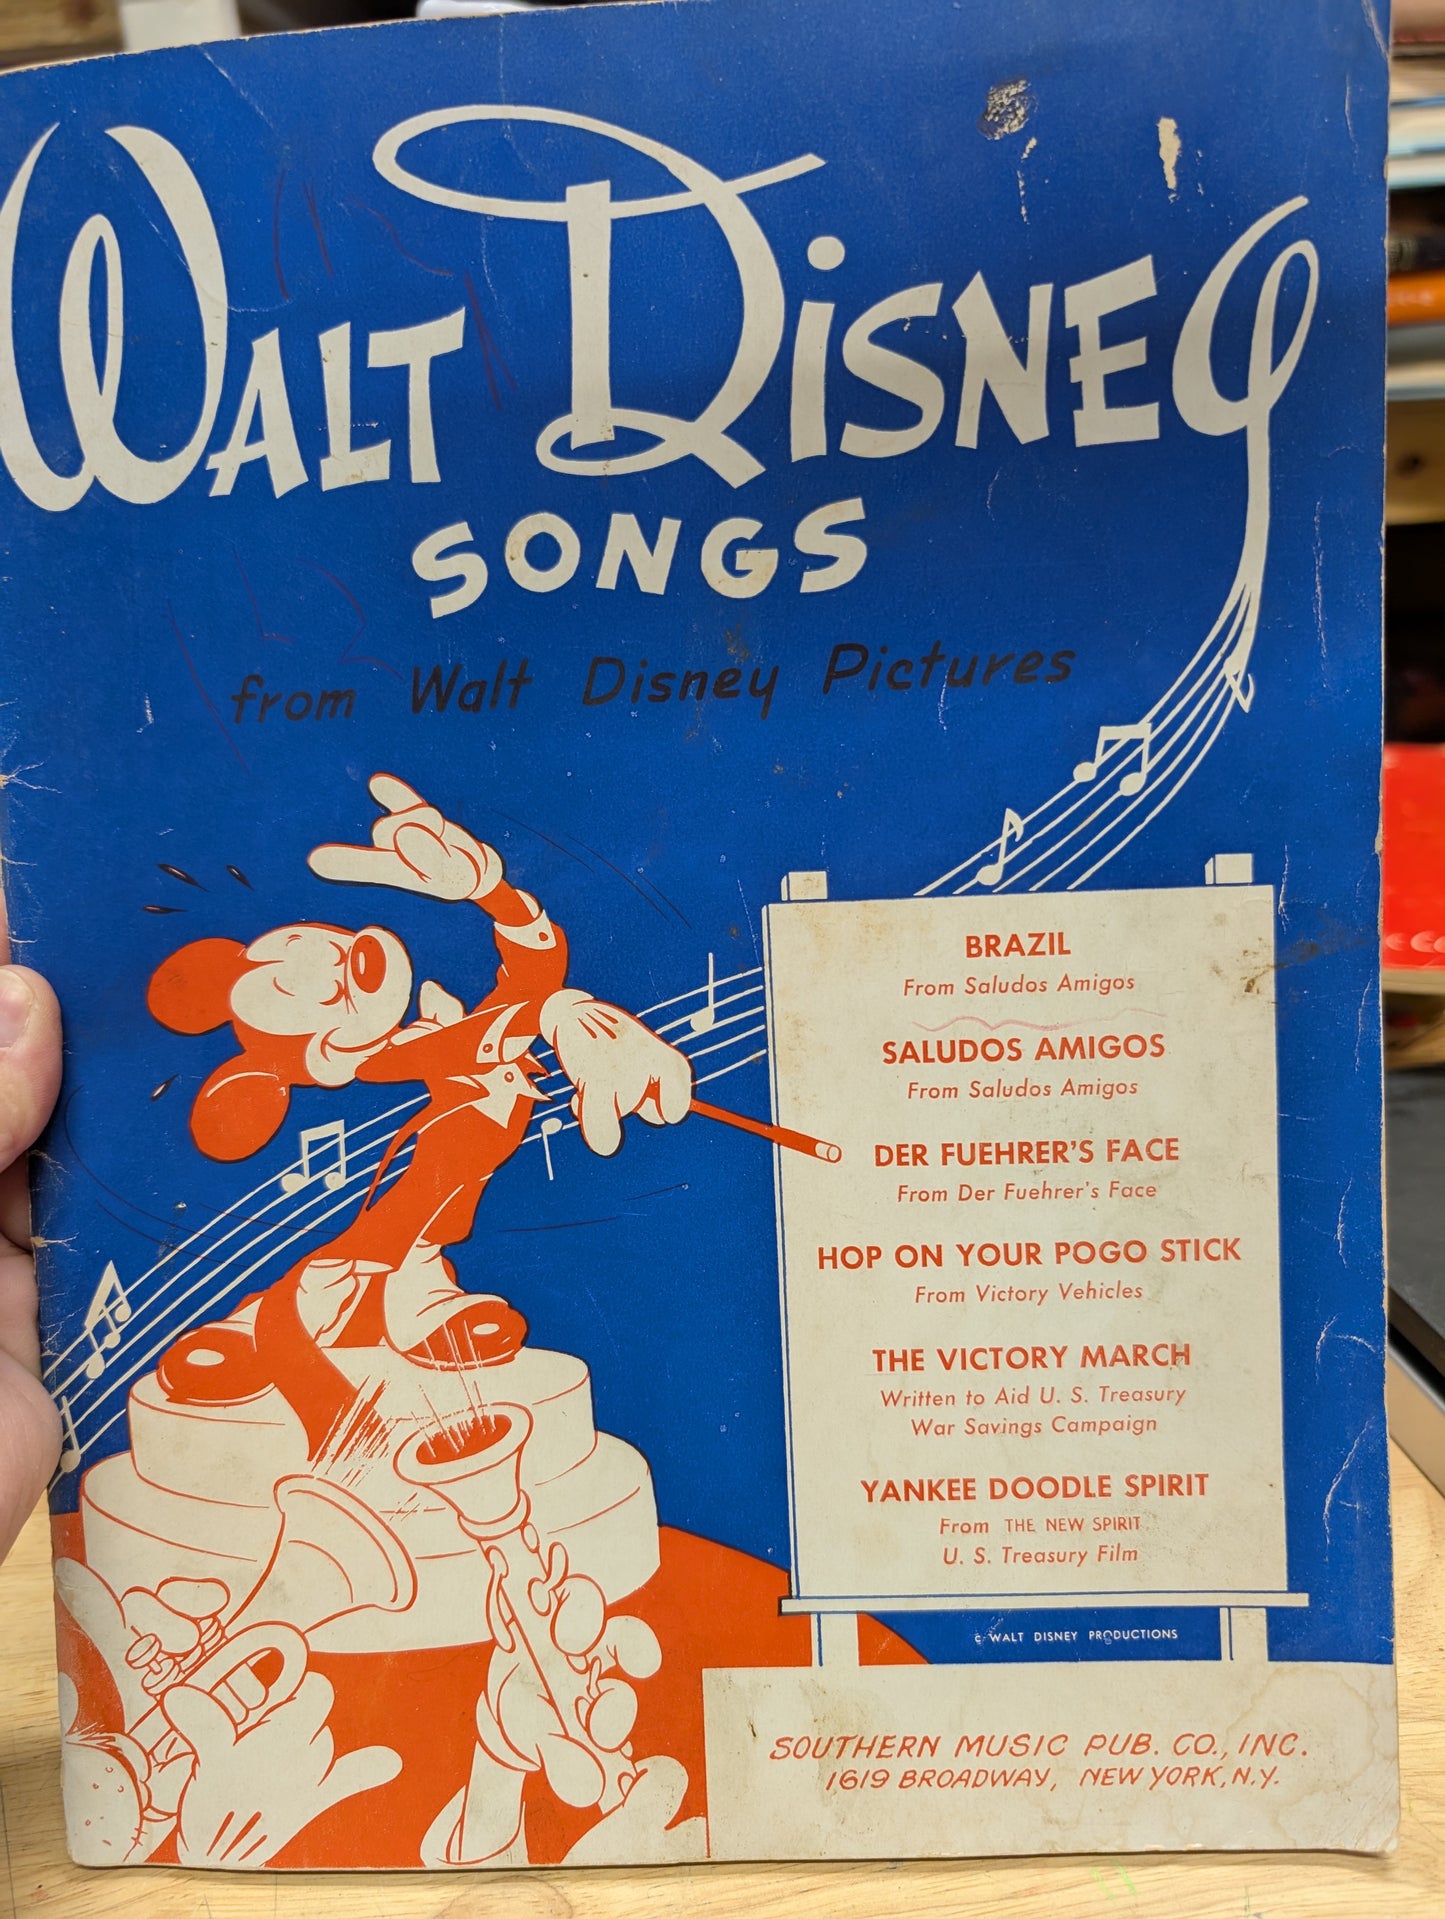 WALT DISNEY
SONGS
from Walt Disney Pictures
BRAZIL
From Saludos Amigos
SALUDOS AMIGOS
From Saludos Amigos
DER FUEHRER'S FACE
From Der Fuehrer's Face
HOP ON YOUR POGO STICK
From Victory Vehicles
THE VICTORY MARCH
Written to Aid U. S. Treasury
War Savings Campaign
YANKEE DOODLE SPIRIT
From THE NEW SPIRIT
U. S. Treasury Film
c WALT DISNEY PRODUCTIONS
SOUTHERN MUSIC PUB. CO., INC.
1619 BROADWAY, NEW YORK, N.Y.